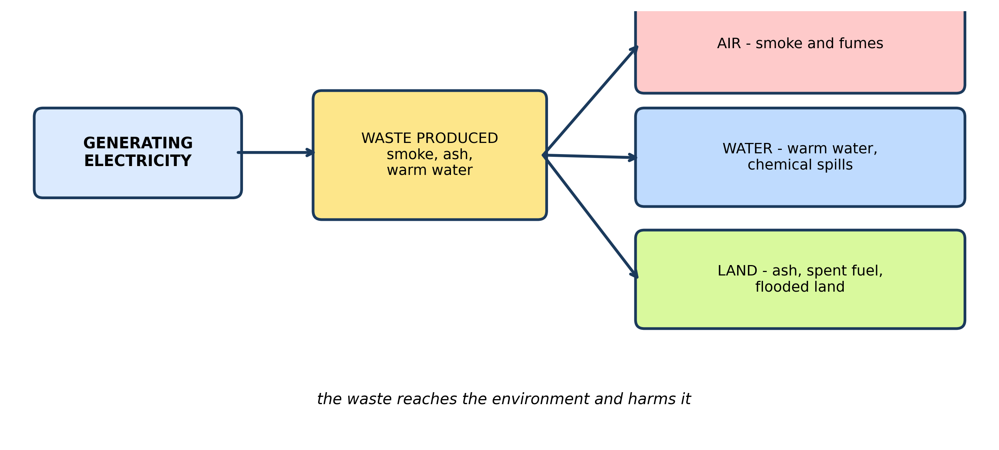 GENERATING
ELECTRICITY
WASTE PRODUCED
smoke, ash,
warm water
AIR - smoke and fumes
WATER - warm water,
chemical spills
LAND - ash, spent fuel,
flooded land
the waste reaches the environment and harms it